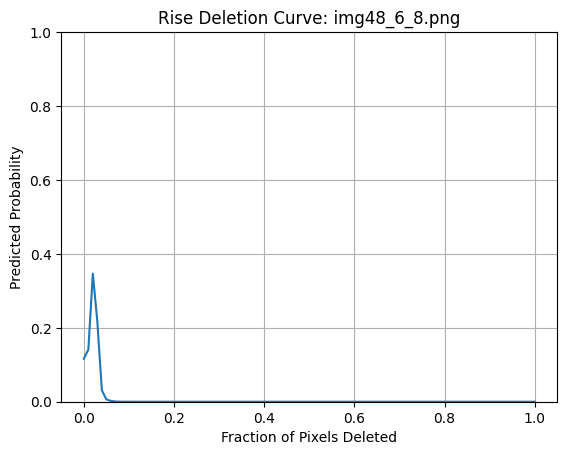 Rise Deletion Curve: img48_6_8.png
1.0
0.8
0.6
0.4
0.2
0.0
Predicted Probability
0.0 0.2 0.4 0.6 0.8 1.0
Fraction of Pixels Deleted